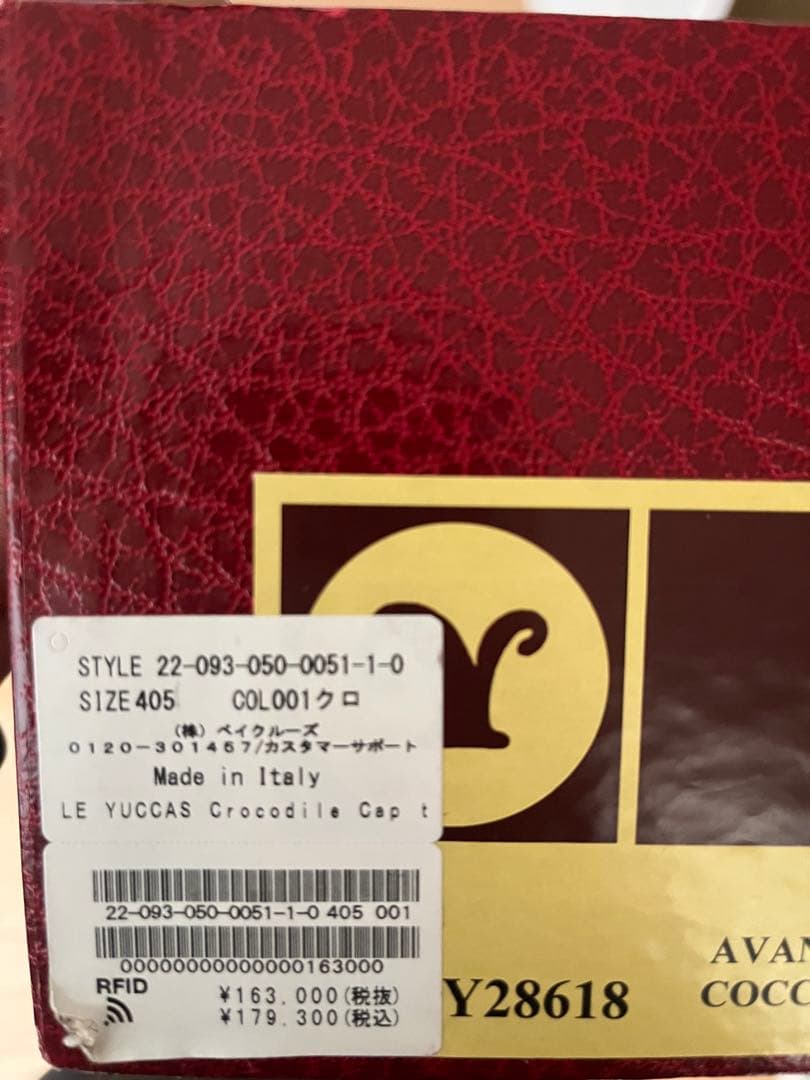 STYLE 22-093-050-0051-1-0
SIZE405 COL001クロ
(株) ベイクルーズ
0120-301457/カスタマーサポート
Made in Italy
LE YUCCAS Crocodile Cap t
22-093-050-0051-1-0 405 001
000000000000000163000
RFID
¥163,000(税抜)
¥179,300(税込)
Y28618
AVAN
COCC